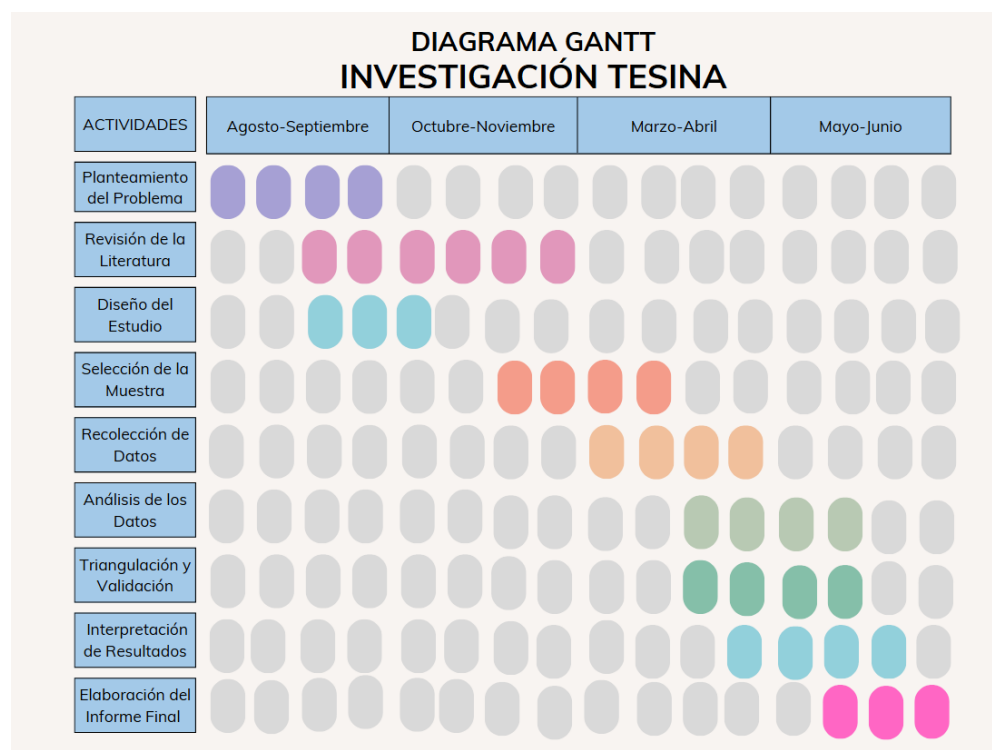 DIAGRAMA GANTT
INVESTIGACIÓN TESINA
ACTIVIDADES
Agosto-Septiembre
Octubre-Noviembre
Marzo-Abril
Mayo-Junio
Planteamiento
del Problema
Revisión de la
Literatura
Diseño del
Estudio
Selección de la
Muestra
Recolección de
Datos
Análisis de los
Datos
Triangulación y
Validación
Interpretación
de Resultados
Elaboración del
Informe Final